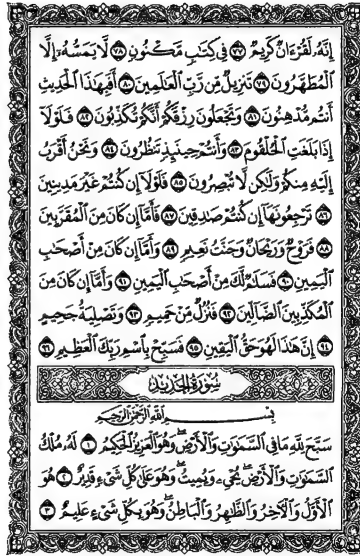 إِنَّهُۥ لَقُرْءَانٌ كَرِيمٌ ٧٧ فِى كِتَٰبٍ مَّكْنُونٍ ٧٨ لَّا يَمَسُّهُۥٓ إِلَّا
ٱلْمُطَهَّرُونَ ٧٩ تَنزِيلٌ مِّن رَّبِّ ٱلْعَٰلَمِينَ ٨٠ أَفَبِهَٰذَا ٱلْحَدِيثِ
أَنتُم مُّدْهِنُونَ ٨١ وَتَجْعَلُونَ رِزْقَكُمْ أَنَّكُمْ تُكَذِّبُونَ ٨٢ فَلَوْلَآ
إِذَا بَلَغَتِ ٱلْحُلْقُومَ ٨٣ وَأَنتُمْ حِينَئِذٍ تَنظُرُونَ ٨٤ وَنَحْنُ أَقْرَبُ
إِلَيْهِ مِنكُمْ وَلَٰكِن لَّا تُبْصِرُونَ ٨٥ فَلَوْلَآ إِن كُنتُمْ غَيْرَ مَدِينِينَ
٨٦ تَرْجِعُونَهَآ إِن كُنتُمْ صَٰدِقِينَ ٨٧ فَأَمَّآ إِن كَانَ مِنَ ٱلْمُقَرَّبِينَ
٨٨ فَرَوْحٌ وَرَيْحَانٌ وَجَنَّتُ نَعِيمٍ ٨٩ وَأَمَّآ إِن كَانَ مِنْ أَصْحَٰبِ
ٱلْيَمِينِ ٩٠ فَسَلَٰمٌ لَّكَ مِنْ أَصْحَٰبِ ٱلْيَمِينِ ٩١ وَأَمَّآ إِن كَانَ مِنَ
ٱلْمُكَذِّبِينَ ٱلضَّآلِّينَ ٩٢ فَنُزُلٌ مِّنْ حَمِيمٍ ٩٣ وَتَصْلِيَةُ جَحِيمٍ
٩٤ إِنَّ هَٰذَا لَهُوَ حَقُّ ٱلْيَقِينِ ٩٥ فَسَبِّحْ بِٱسْمِ رَبِّكَ ٱلْعَظِيمِ ٩٦
سُورَةُ الحَدِيدِ
بِسْمِ ٱللَّهِ ٱلرَّحْمَٰنِ ٱلرَّحِيمِ
سَبَّحَ لِلَّهِ مَا فِى ٱلسَّمَٰوَٰتِ وَٱلْأَرْضِ وَهُوَ ٱلْعَزِيزُ ٱلْحَكِيمُ ١ لَهُۥ مُلْكُ
ٱلسَّمَٰوَٰتِ وَٱلْأَرْضِ يُحْىِۦ وَيُمِيتُ وَهُوَ عَلَىٰ كُلِّ شَىْءٍ قَدِيرٌ ٢ هُوَ
ٱلْأَوَّلُ وَٱلْءَاخِرُ وَٱلظَّٰهِرُ وَٱلْبَاطِنُ وَهُوَ بِكُلِّ شَىْءٍ عَلِيمٌ ٣